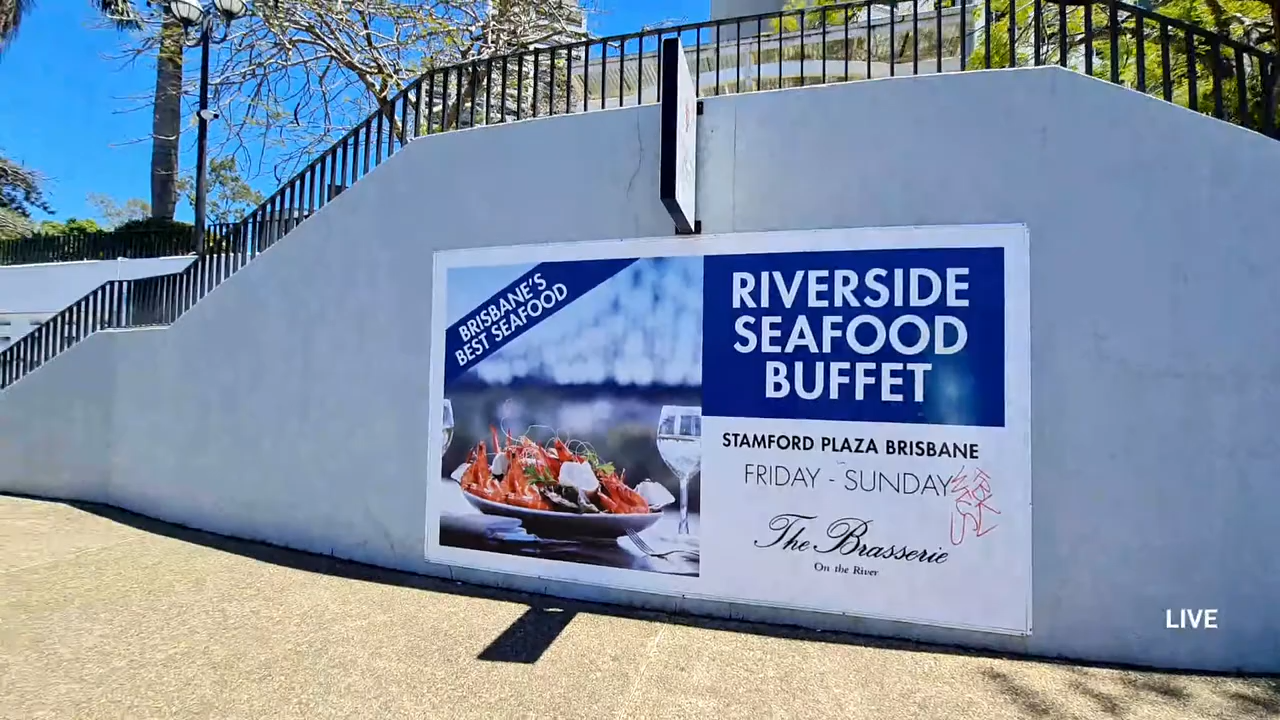 BRISBANE'S
BEST SEAFOOD
RIVERSIDE
SEAFOOD
BUFFET
STAMFORD PLAZA BRISBANE
FRIDAY - SUNDAY
The Brasserie
On the River
LIVE